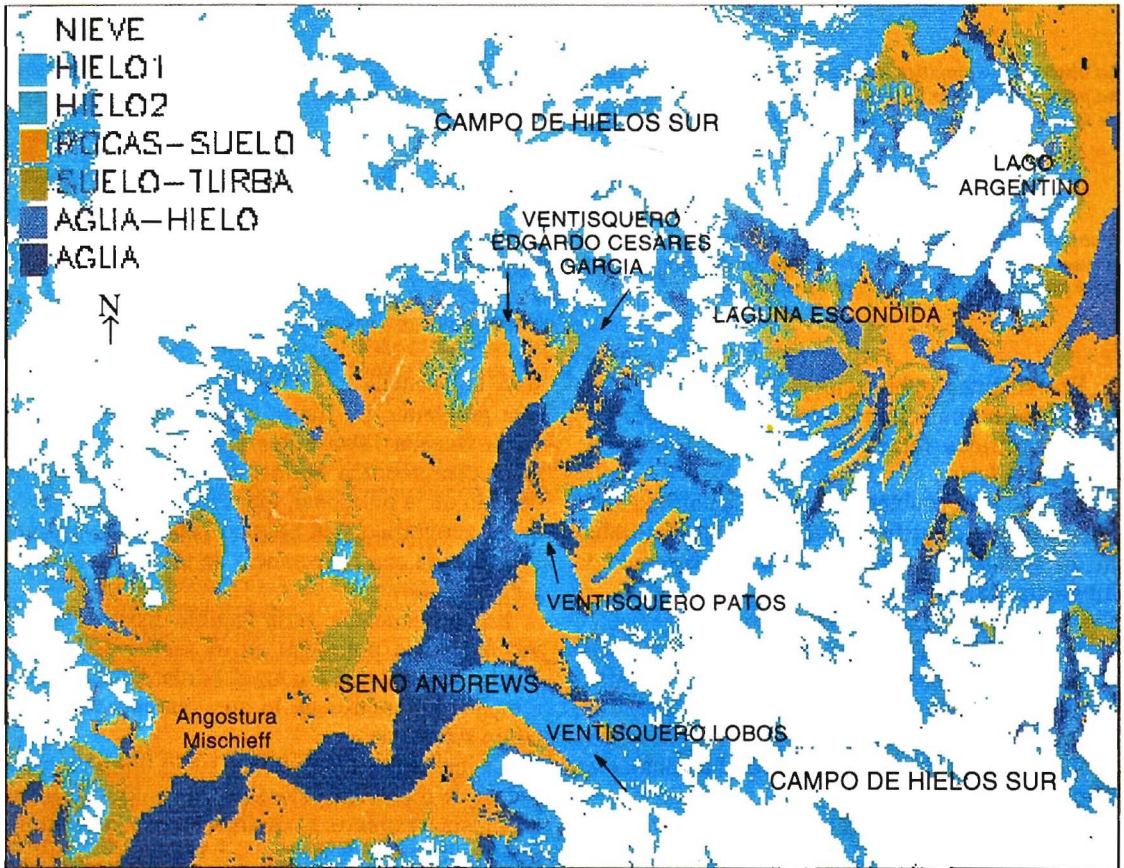 NIEVE
HIELO1
HIELO2
ROCAS-SUELO
SUELO-TURBA
AGUA-HIELO
AGUA
N
CAMPO DE HIELOS SUR
LAGO
ARGENTINO
VENTISQUERO
EDGARDO CESARES
GARCIA
LAGUNA ESCONDIDA
VENTISQUERO PATOS
SENO ANDREWS
Angostura
Mischieff
VENTISQUERO LOBOS
CAMPO DE HIELOS SUR